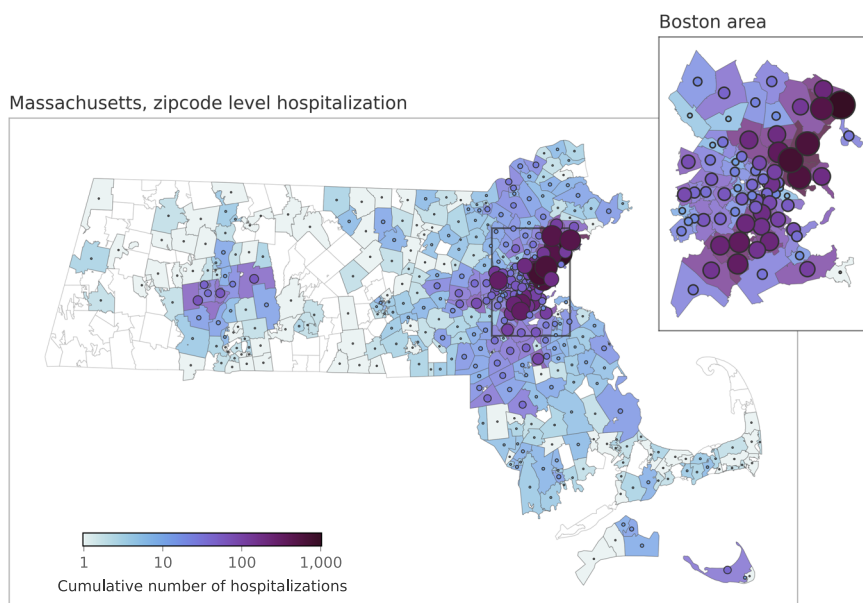 Boston area
Massachusetts, zipcode level hospitalization
1 10 100 1,000
Cumulative number of hospitalizations